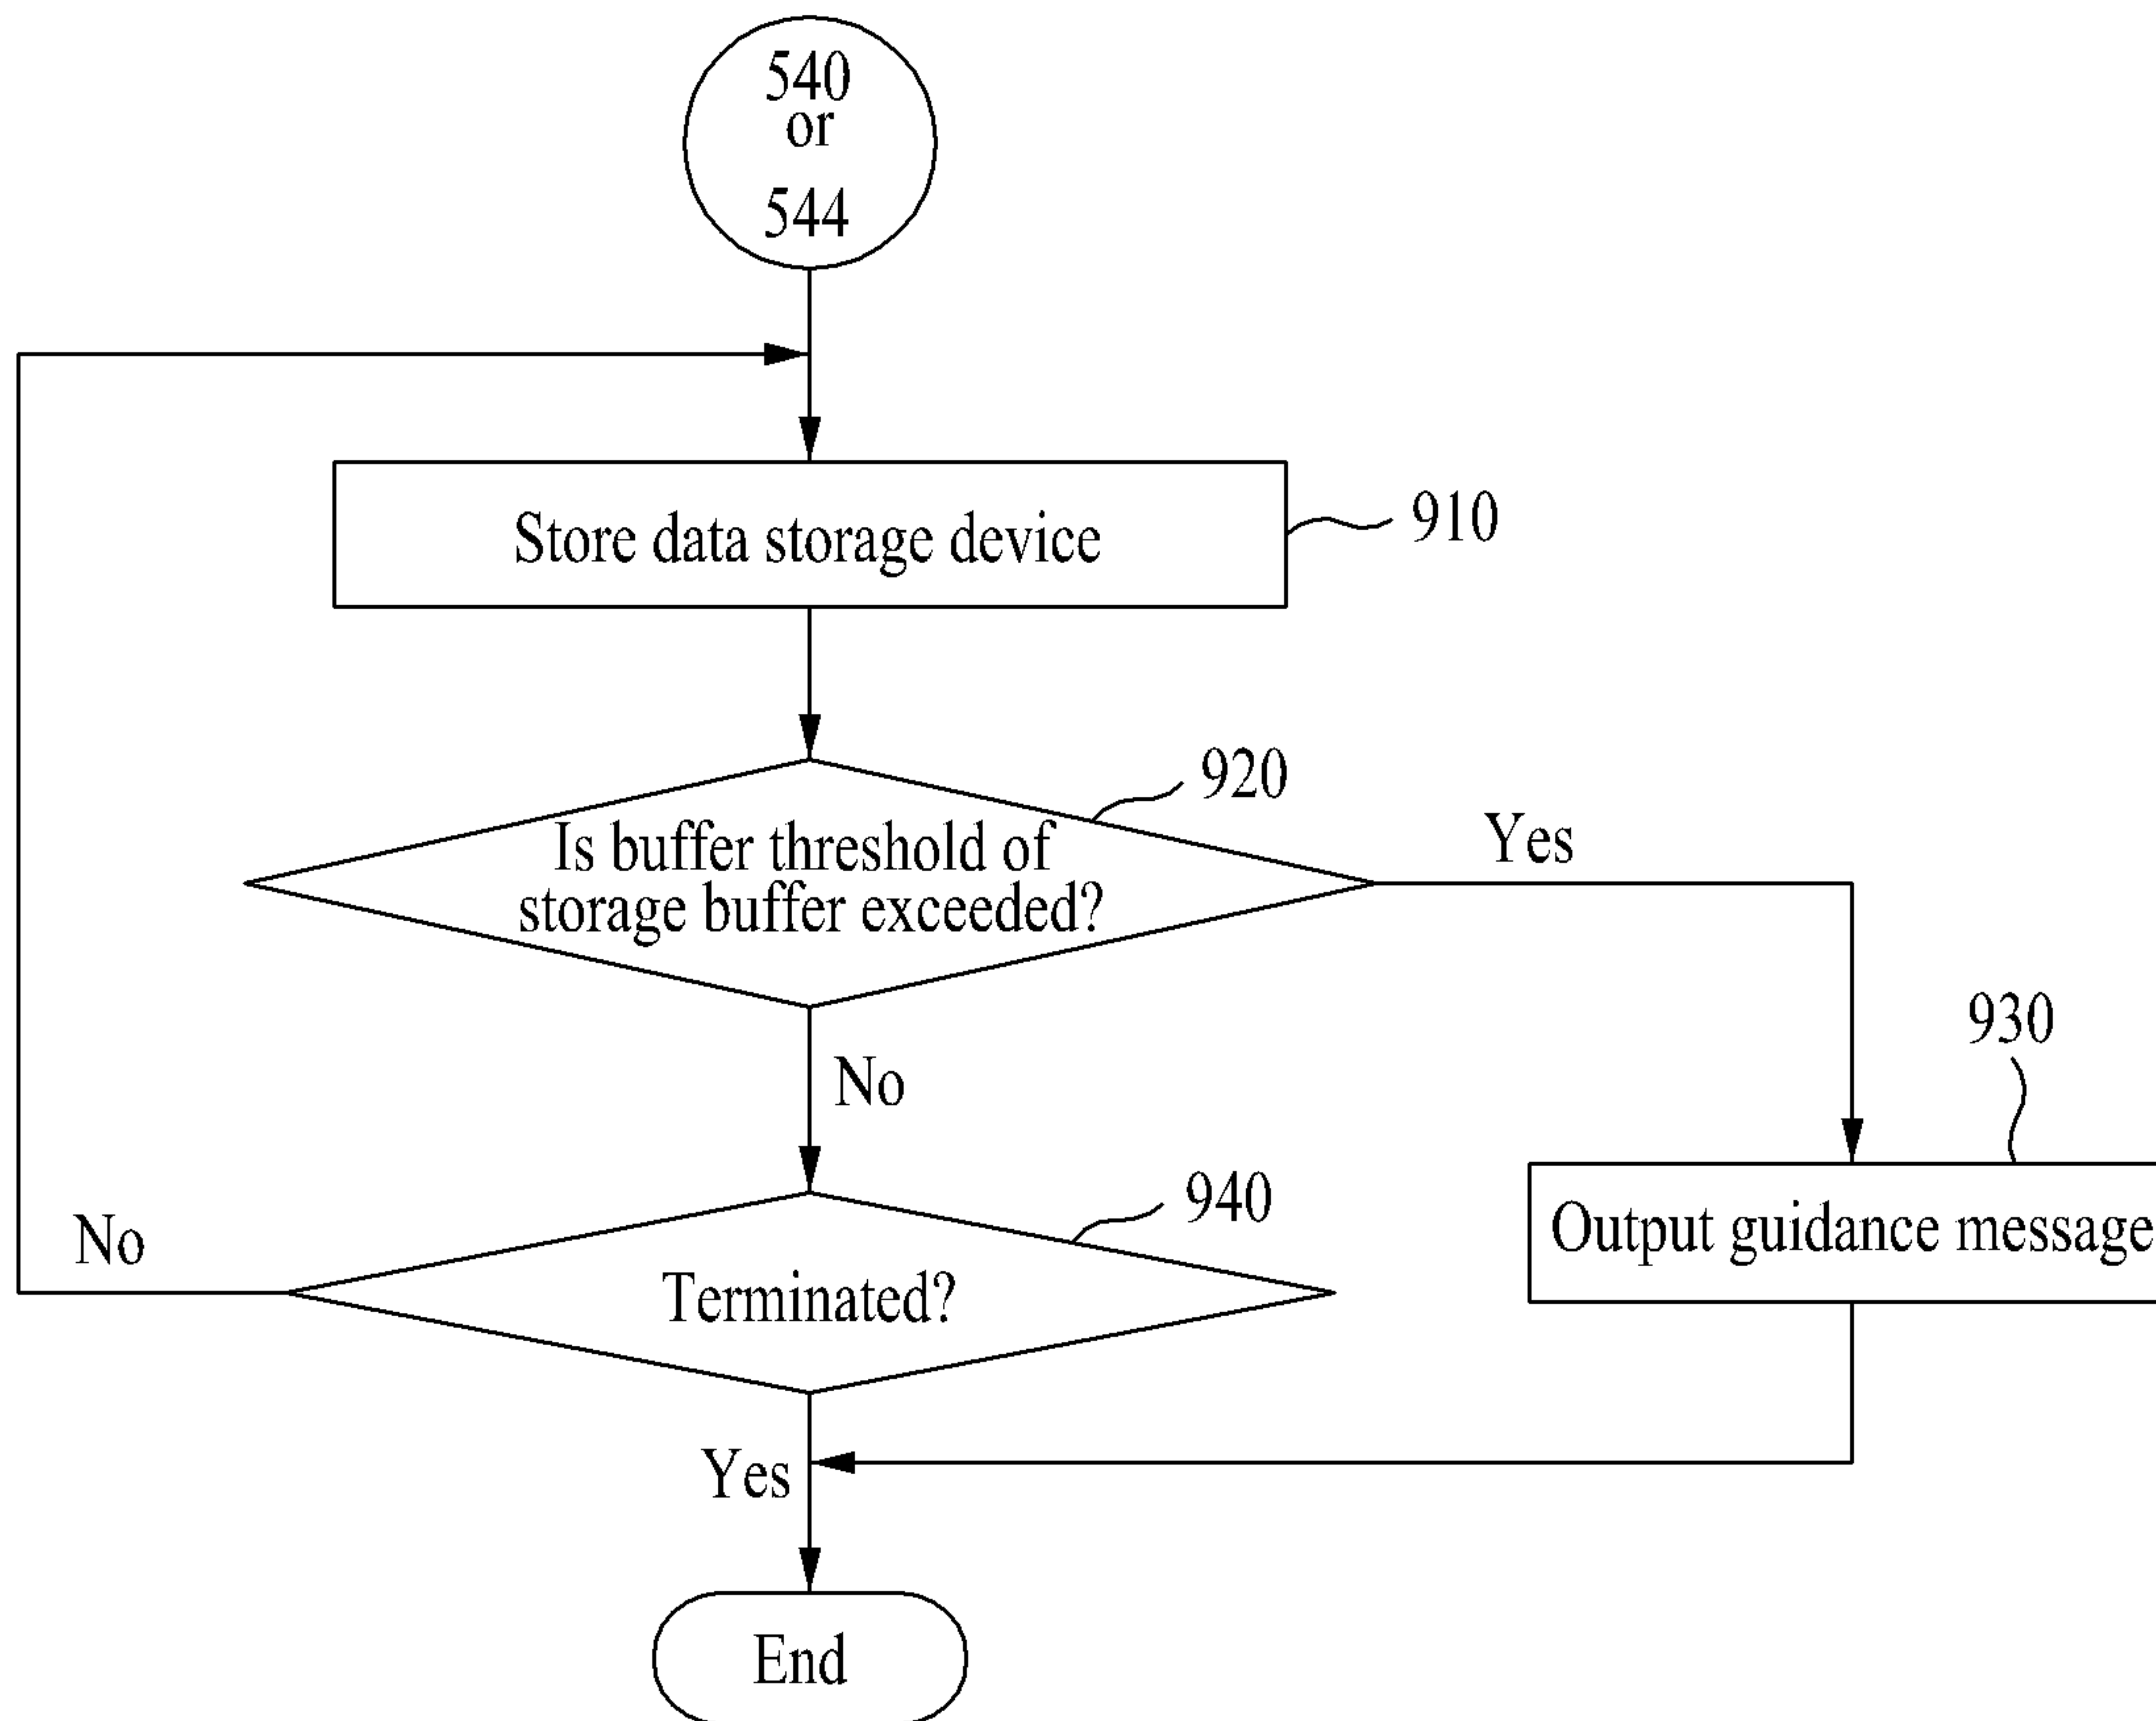 540
or
544
Store data storage device
910
920
Is buffer threshold of
storage buffer exceeded?
Yes
No
930
Output guidance message
940
Terminated?
No
Yes
End